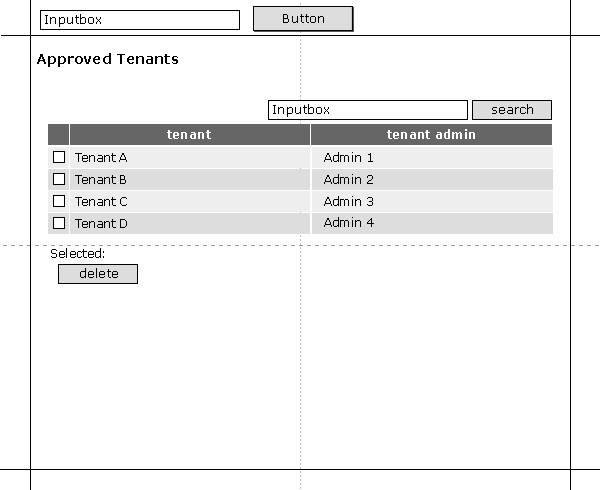 Inputbox Button
Approved Tenants
Inputbox search
tenant tenant admin
Tenant A Admin 1
Tenant B Admin 2
Tenant C Admin 3
Tenant D Admin 4
Selected:
delete